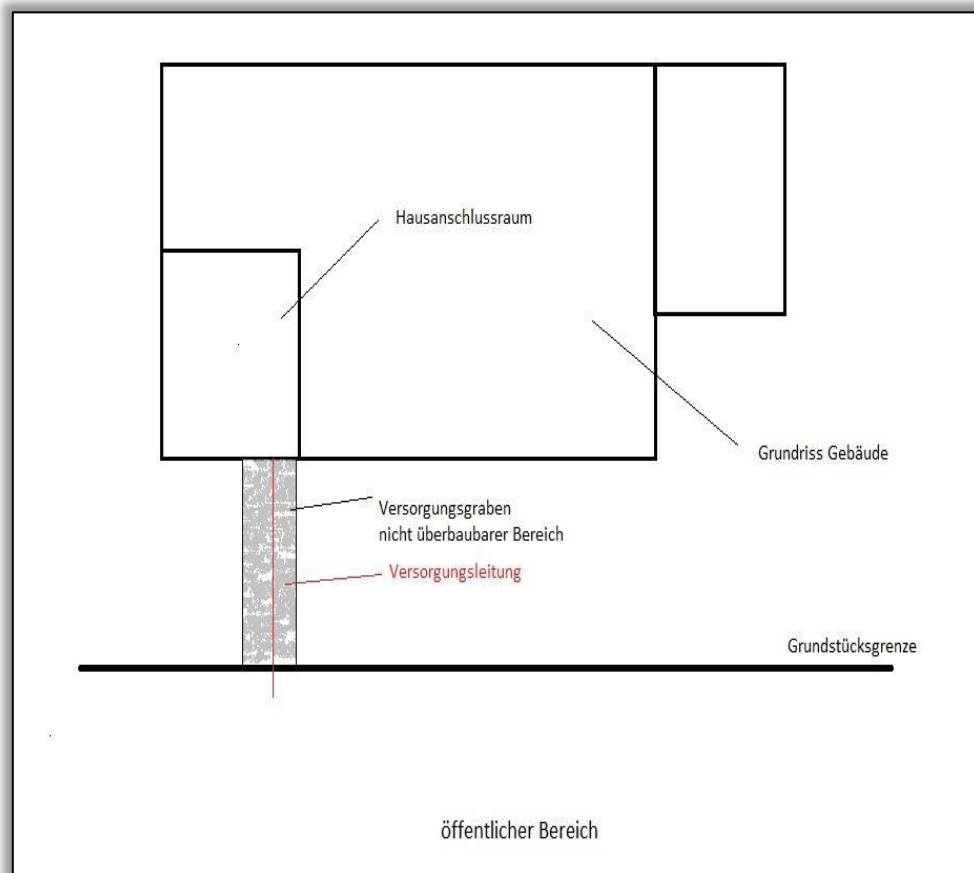 Hausanschlussraum
Grundriss Gebäude
Versorgungsgraben
nicht überbaubarer Bereich
Versorgungsleitung
Grundstücksgrenze
öffentlicher Bereich